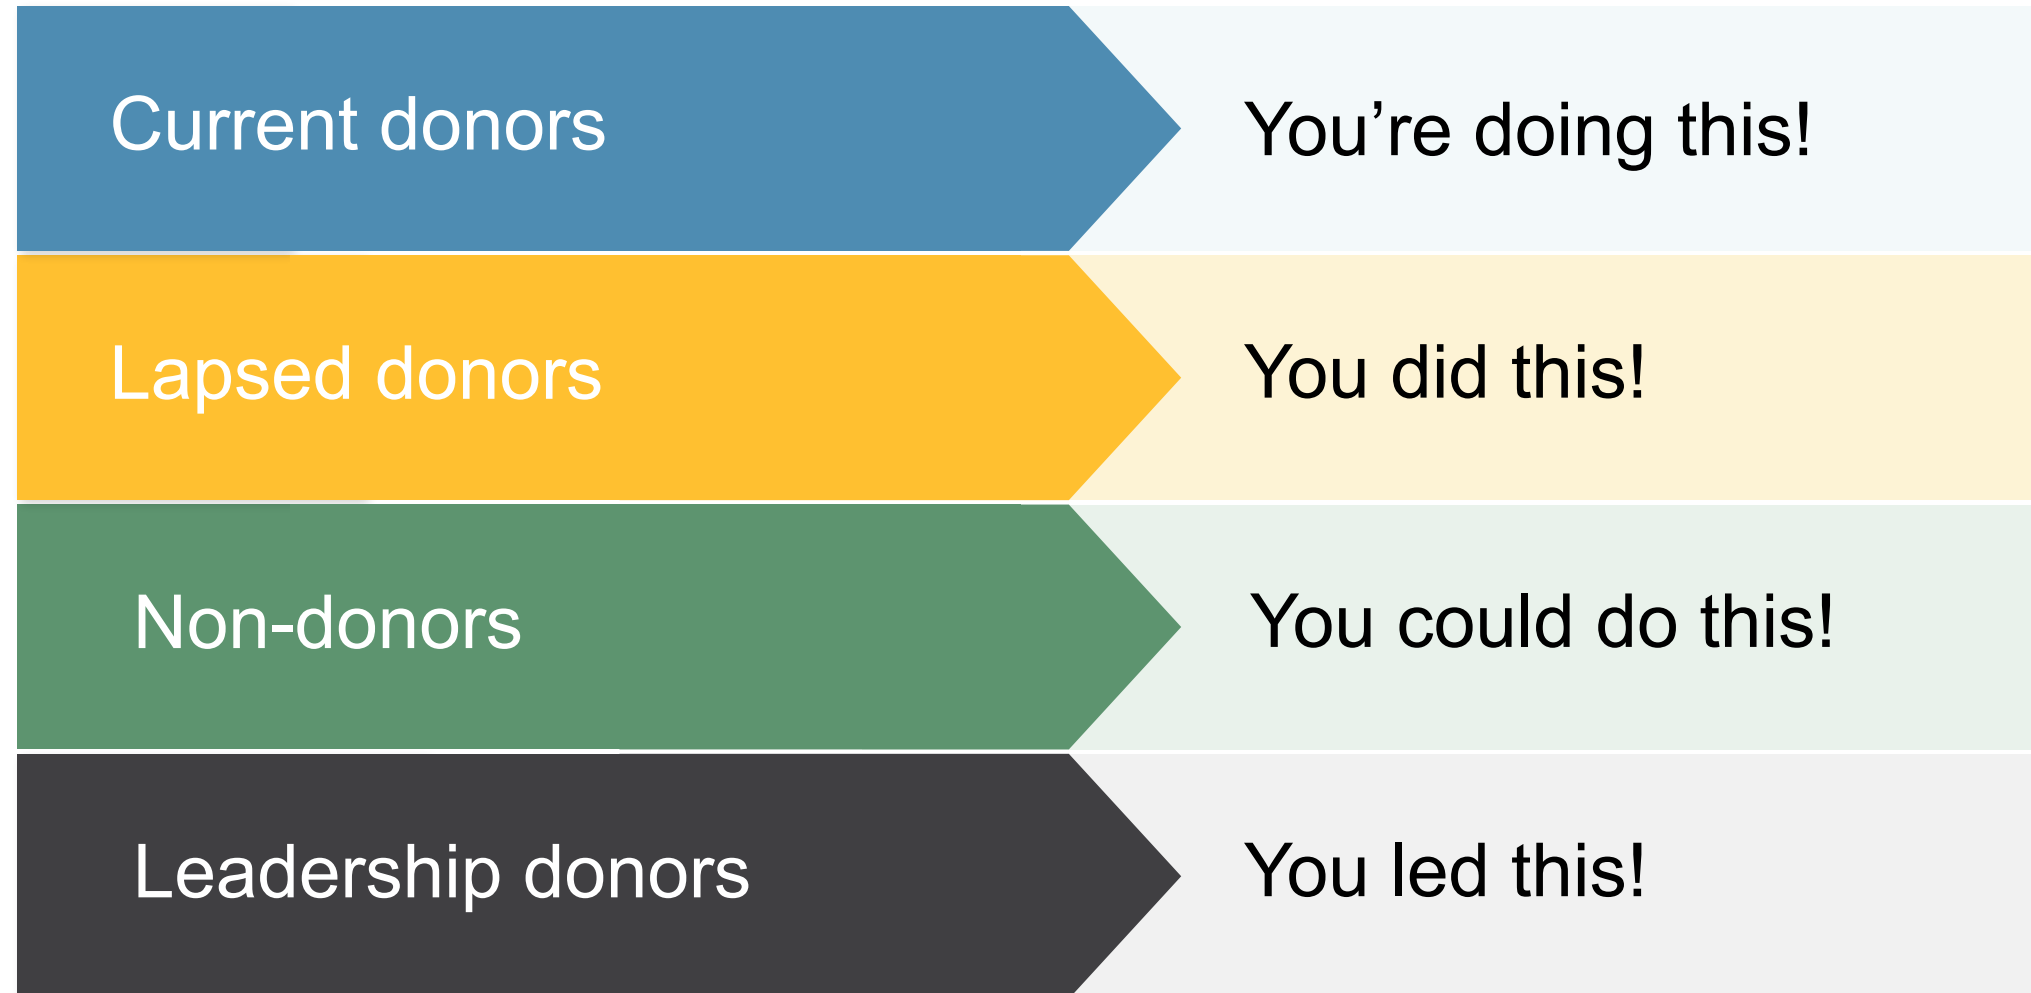 Current donors
You’re doing this!
Lapsed donors
You did this!
Non-donors
You could do this!
Leadership donors
You led this!